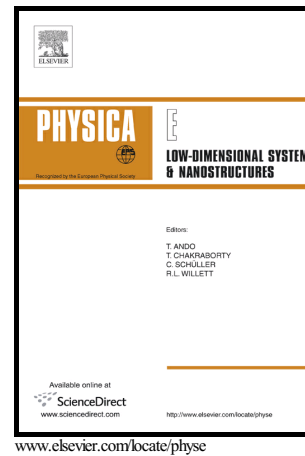 ELSEVIER
PHYSICA E
LOW-DIMENSIONAL SYSTEM
& NANOSTRUCTURES
Recognized by the European Physical Society
Editors:
T. ANDO
T. CHAKRABORTY
C. SCHÜLLER
R.L. WILLETT
Available online at
ScienceDirect
www.sciencedirect.com
http://www.elsevier.com/locate/physe
www.elsevier.com/locate/physe